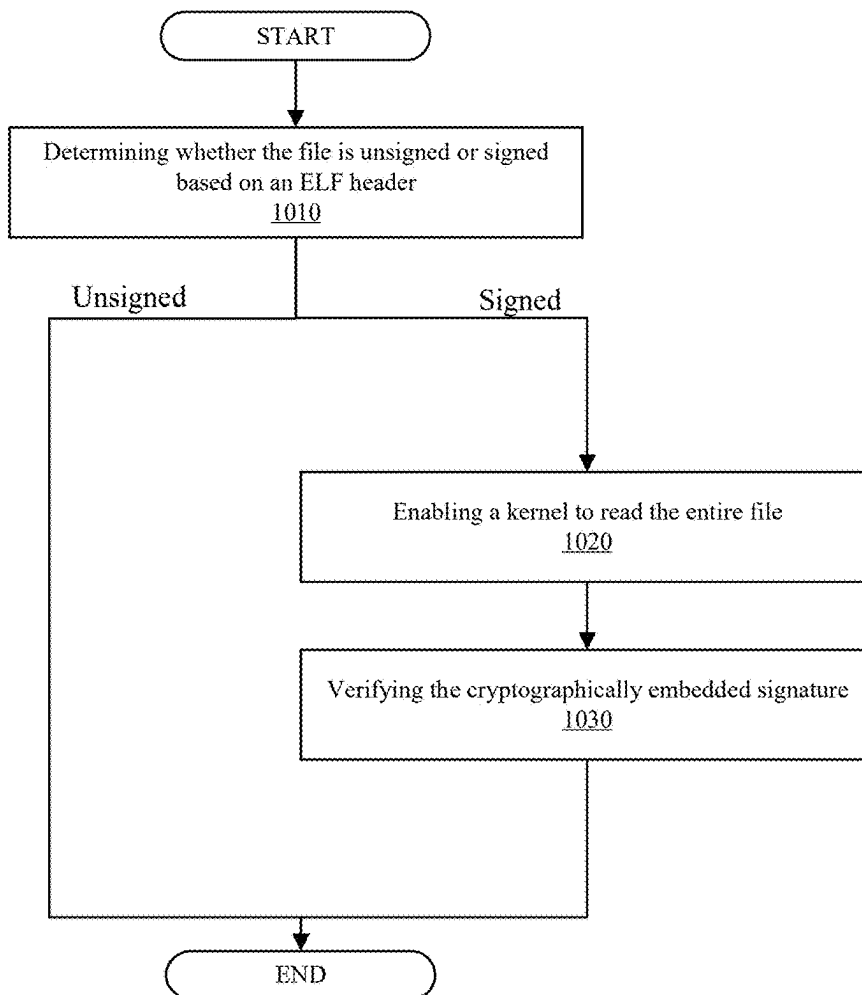 START
Determining whether the file is unsigned or signed
based on an ELF header
1010
Unsigned
Signed
Enabling a kernel to read the entire file
1020
Verifying the cryptographically embedded signature
1030
END